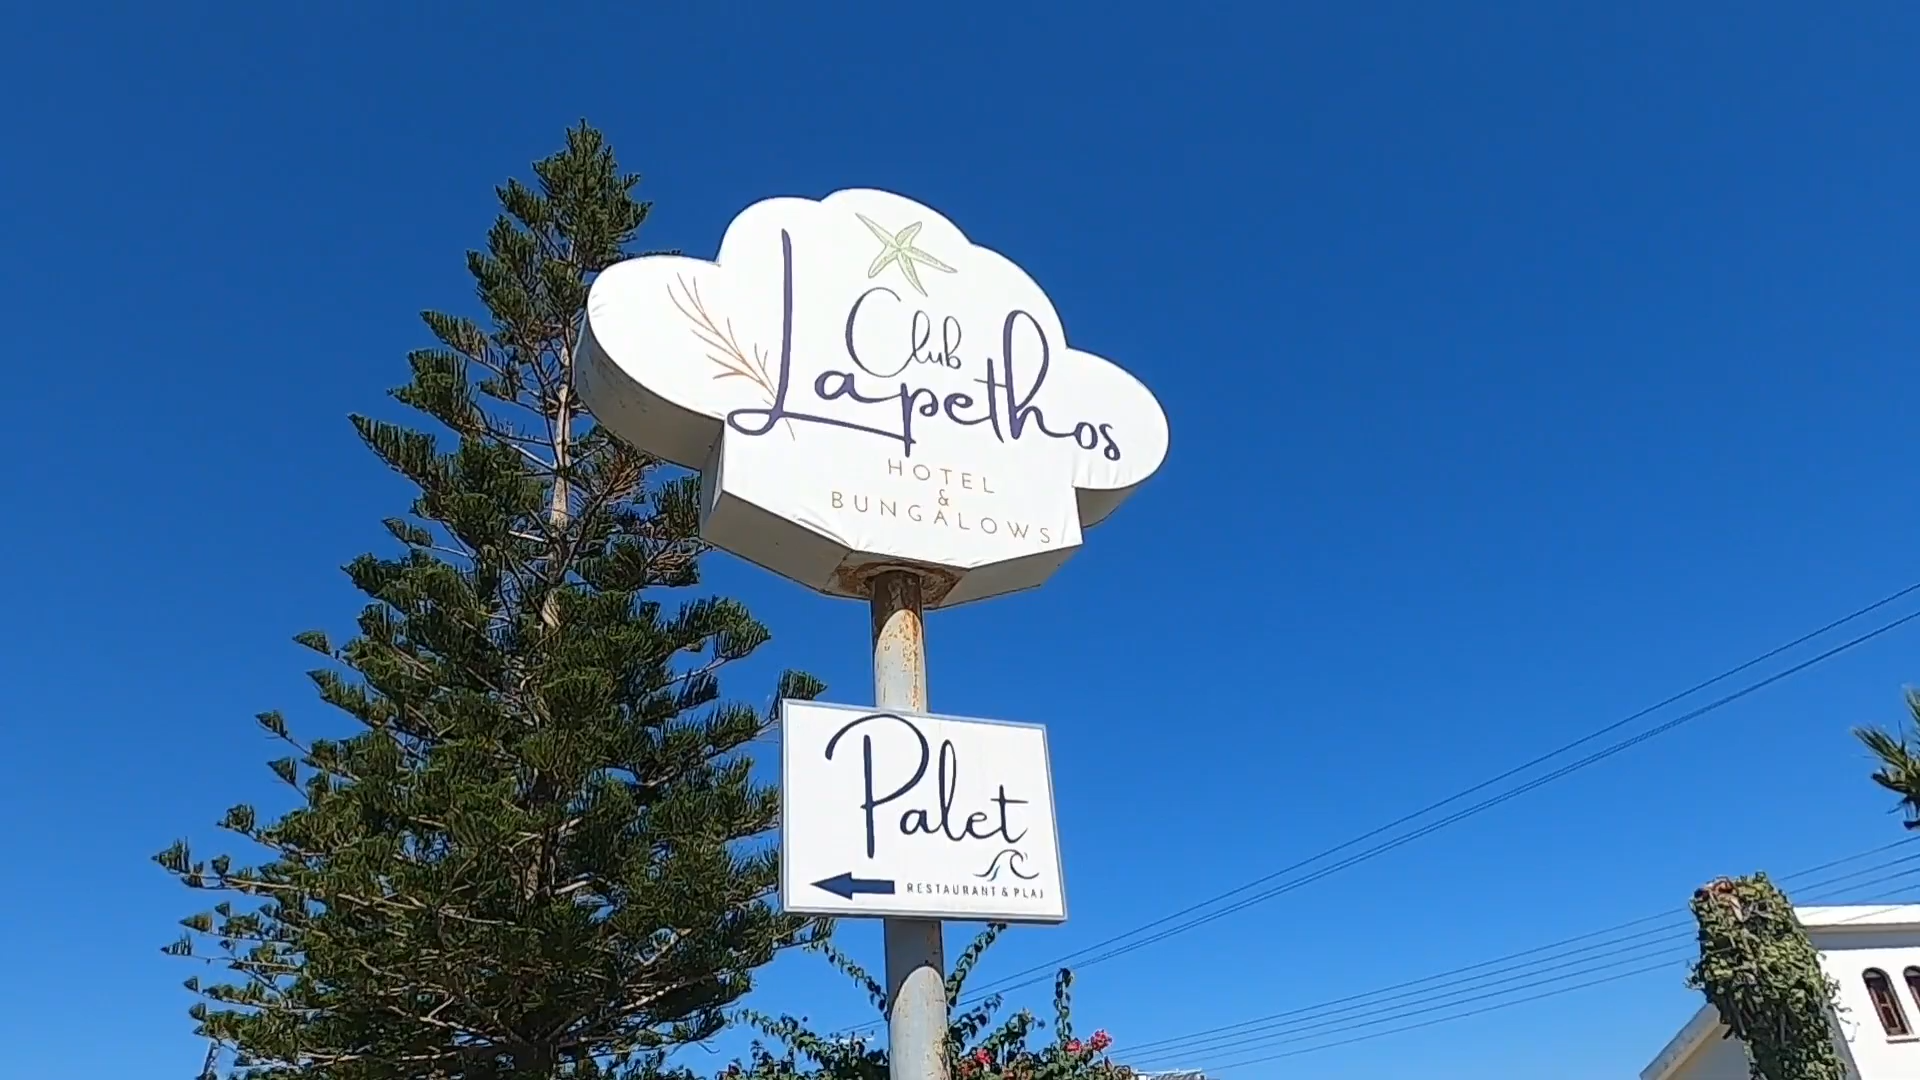 Club
Lapethos
HOTEL
&
BUNGALOWS
Palet
RESTAURANT & PLAJ